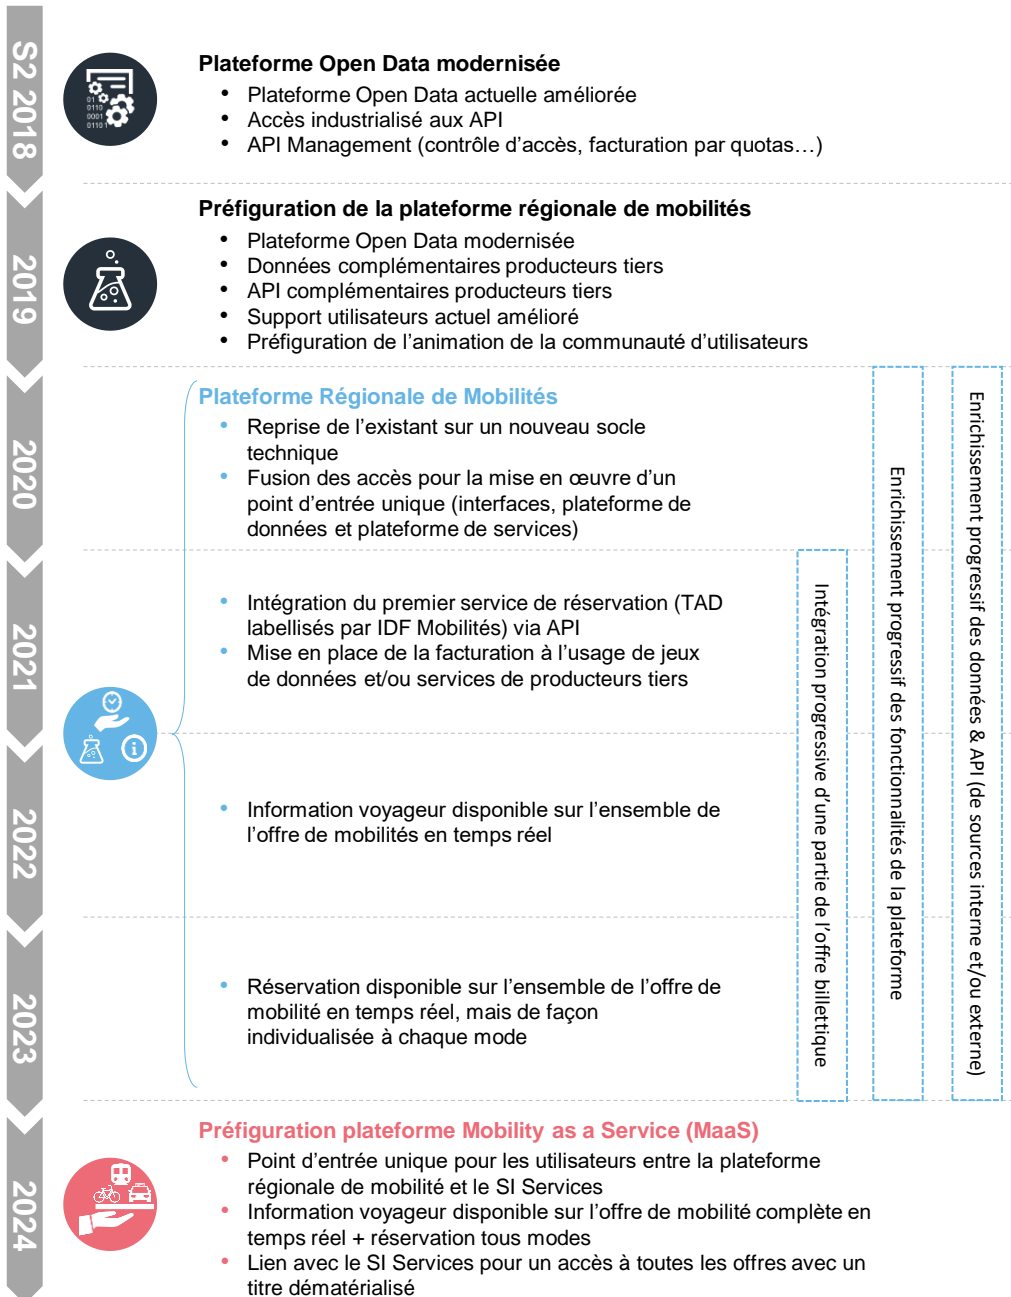 S2 2018
Plateforme Open Data modernisée
• Plateforme Open Data actuelle améliorée
• Accès industrialisé aux API
• API Management (contrôle d’accès, facturation par quotas…)
01
0110
0001
01101
2019
Préfiguration de la plateforme régionale de mobilités
• Plateforme Open Data modernisée
• Données complémentaires producteurs tiers
• API complémentaires producteurs tiers
• Support utilisateurs actuel amélioré
• Préfiguration de l’animation de la communauté d’utilisateurs
2020
Plateforme Régionale de Mobilités
• Reprise de l’existant sur un nouveau socle
technique
• Fusion des accès pour la mise en œuvre d’un
point d’entrée unique (interfaces, plateforme de
données et plateforme de services)
2021
• Intégration du premier service de réservation (TAD
labellisés par IDF Mobilités) via API
• Mise en place de la facturation à l’usage de jeux
de données et/ou services de producteurs tiers
i
2022
• Information voyageur disponible sur l’ensemble de
l’offre de mobilités en temps réel
2023
• Réservation disponible sur l’ensemble de l’offre de
mobilité en temps réel, mais de façon
individualisée à chaque mode
Intégration progressive d’une partie de l’offre billettique
Enrichissement progressif des fonctionnalités de la plateforme
Enrichissement progressif des données & API (de sources interne et/ou externe)
2024
Préfiguration plateforme Mobility as a Service (MaaS)
• Point d’entrée unique pour les utilisateurs entre la plateforme
régionale de mobilité et le SI Services
• Information voyageur disponible sur l’offre de mobilité complète en
temps réel + réservation tous modes
• Lien avec le SI Services pour un accès à toutes les offres avec un
titre dématérialisé